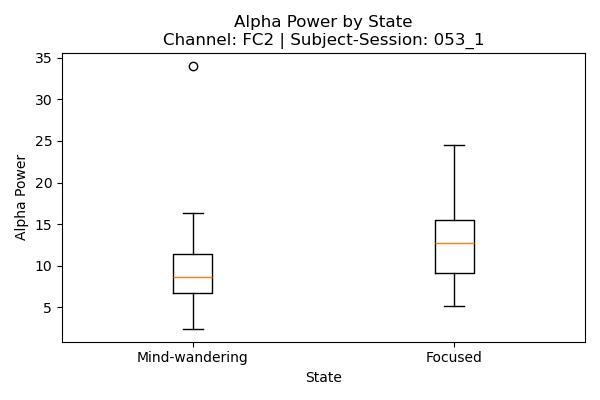 Alpha Power by State
Channel: FC2 | Subject-Session: 053_1
Alpha Power
35
30
25
20
15
10
5
Mind-wandering
Focused
State